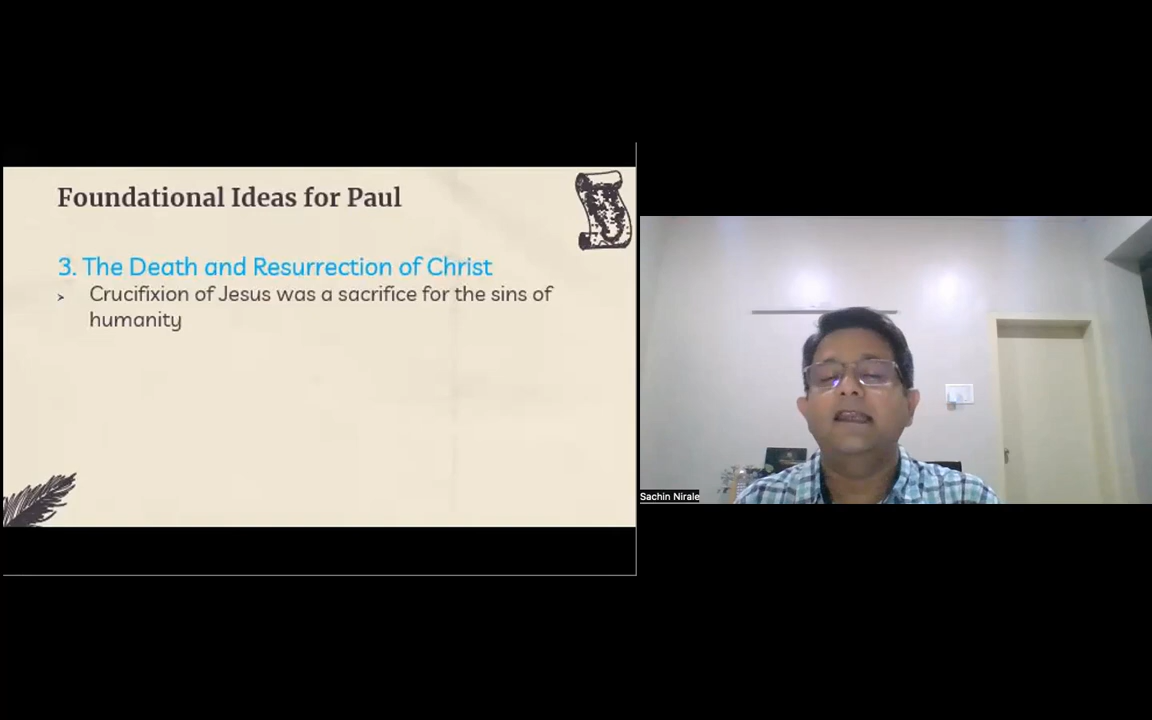 Foundational Ideas for Paul
3. The Death and Resurrection of Christ
➢ Crucifixion of Jesus was a sacrifice for the sins of
humanity
Sachin Nirale